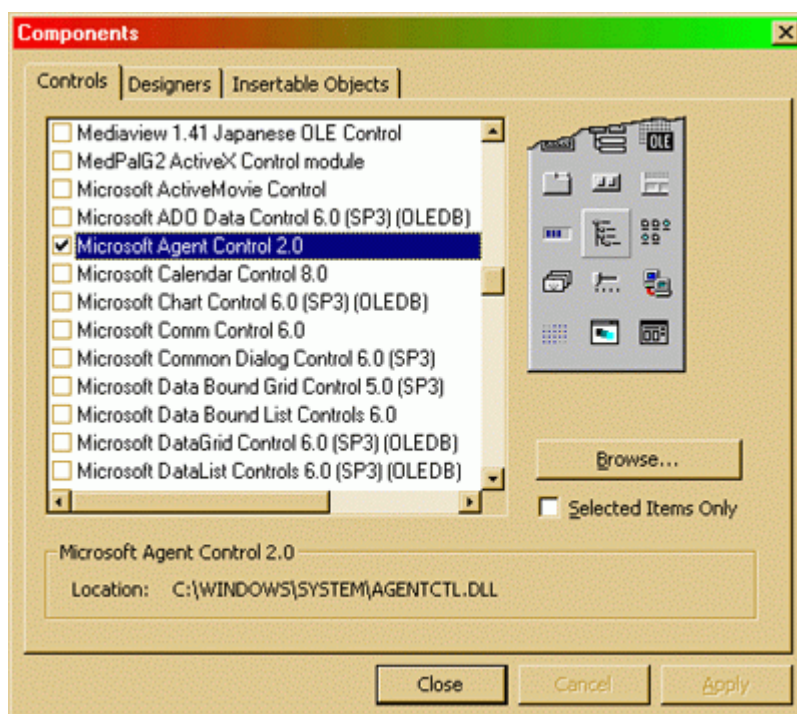 Components
Controls
Designers
Insertable Objects
Mediaview 1.41 Japanese OLE Control
MedPalG2 ActiveX Control module
Microsoft ActiveMovie Control
Microsoft ADO Data Control 6.0 (SP3) (OLEDB)
Microsoft Agent Control 2.0
Microsoft Calendar Control 8.0
Microsoft Chart Control 6.0 (SP3) (OLEDB)
Microsoft Comm Control 6.0
Microsoft Common Dialog Control 6.0 (SP3)
Microsoft Data Bound Grid Control 5.0 (SP3)
Microsoft Data Bound List Controls 6.0
Microsoft DataGrid Control 6.0 (SP3) (OLEDB)
Microsoft DataList Controls 6.0 (SP3) (OLEDB)
OLE
Browse...
Selected Items Only
Microsoft Agent Control 2.0
Location: C:\WINDOWS\SYSTEM\AGENTCTL.DLL
Close
Cancel
Apply